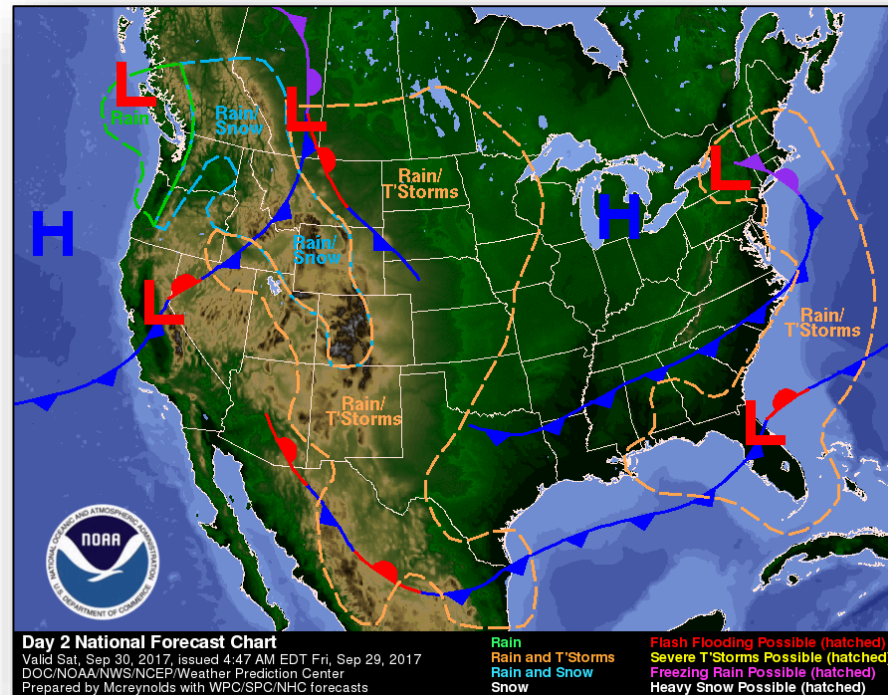 L
Rain
Rain/
Snow
L
Rain/
T'Storms
L
H
H
Rain/
Snow
L
Rain/
T'Storms
Rain/
T'Storms
L
NATIONAL OCEANIC AND ATMOSPHERIC ADMINISTRATION
NOAA
U.S. DEPARTMENT OF COMMERCE
Day 2 National Forecast Chart
Valid Sat, Sep 30, 2017, issued 4:47 AM EDT Fri, Sep 29, 2017
DOC/NOAA/NWS/NCEP/Weather Prediction Center
Prepared by Mcreynolds with WPC/SPC/NHC forecasts
Rain
Rain and T'Storms
Rain and Snow
Snow
Flash Flooding Possible (hatched)
Severe T'Storms Possible (hatched)
Freezing Rain Possible (hatched)
Heavy Snow Possible (hatched)